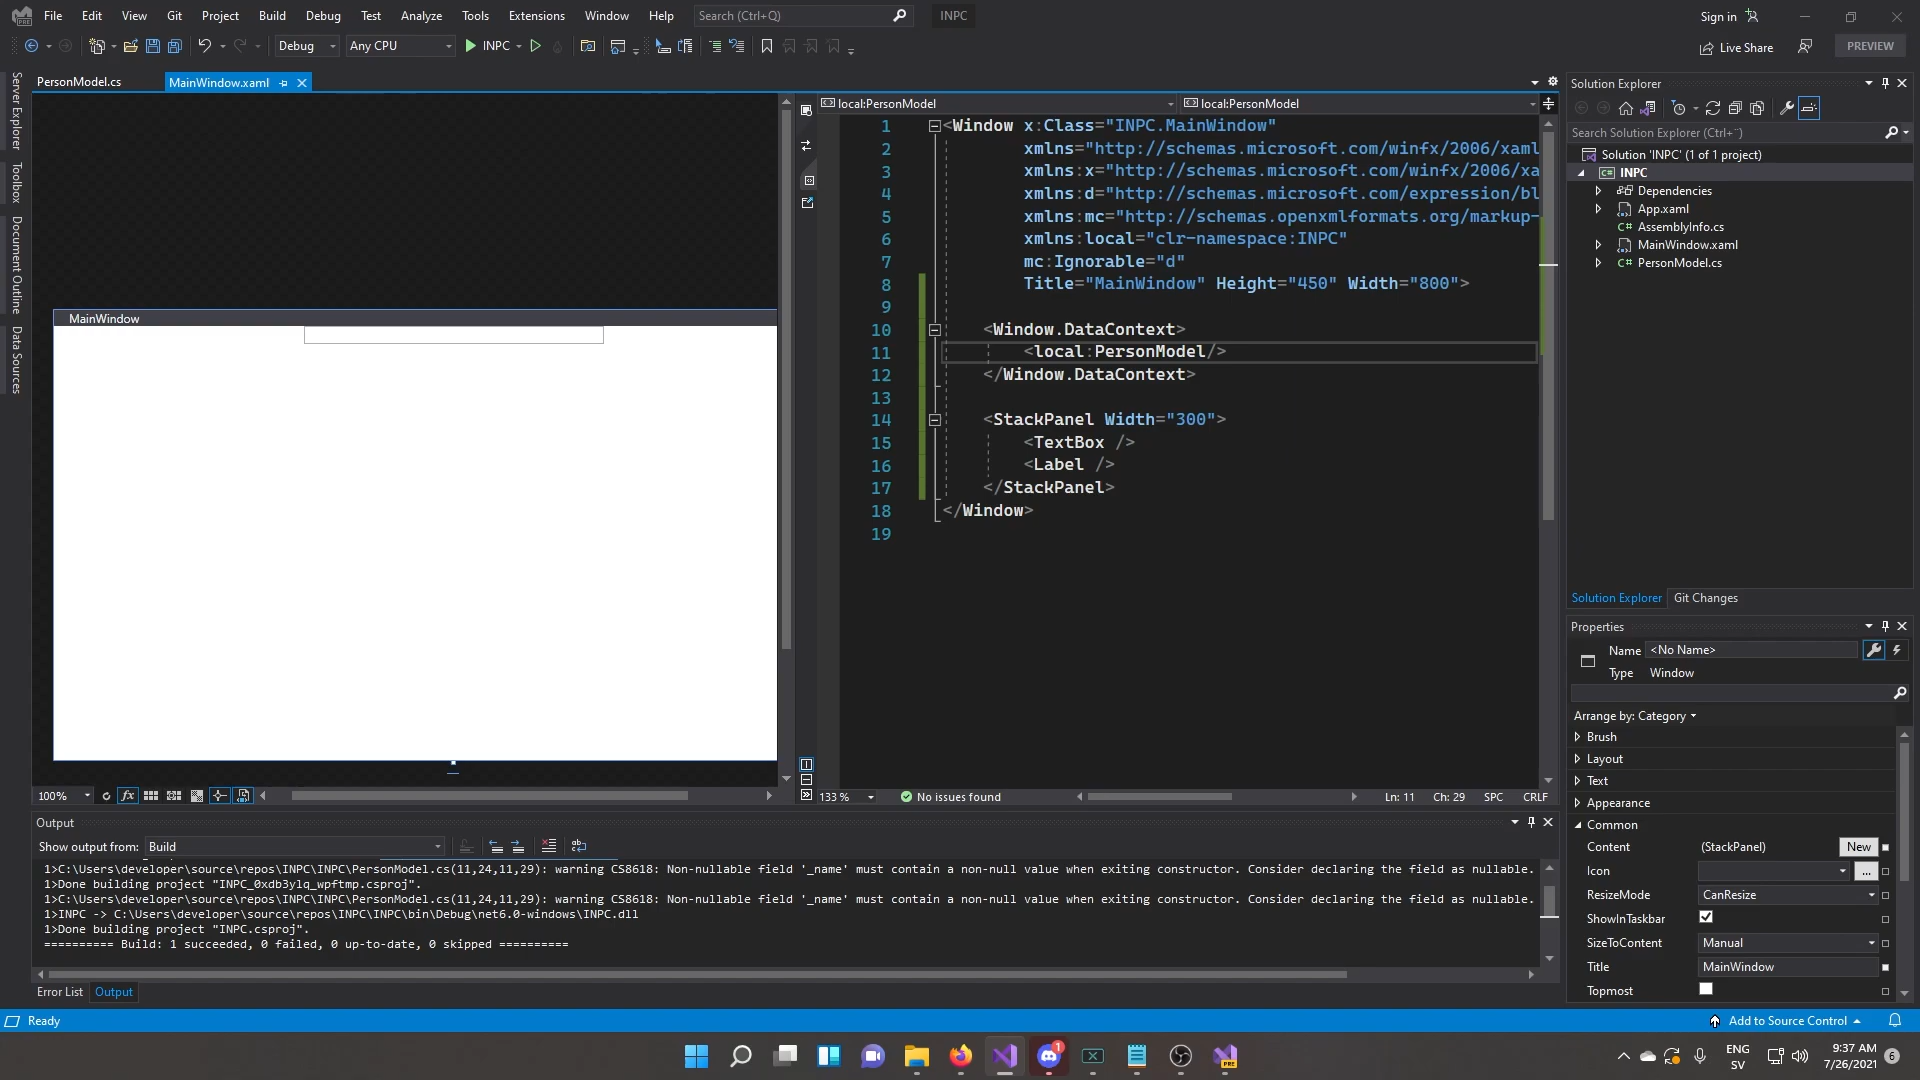 File Edit View Git Project Build Debug Test Analyze Tools Extensions Window Help Search (Ctrl+Q) INPC Sign in
Debug Any CPU INPC Live Share PREVIEW
PersonModel.cs MainWindow.xaml
Server Explorer
Toolbox
Document Outline
Data Sources
MainWindow
100%
local:PersonModel local:PersonModel
1 <Window x:Class="INPC.MainWindow"
2 xmlns="http://schemas.microsoft.com/winfx/2006/xaml
3 xmlns:x="http://schemas.microsoft.com/winfx/2006/xa
4 xmlns:d="http://schemas.microsoft.com/expression/bl
5 xmlns:mc="http://schemas.openxmlformats.org/markup-
6 xmlns:local="clr-namespace:INPC"
7 mc:Ignorable="d"
8 Title="MainWindow" Height="450" Width="800">
9
10 <Window.DataContext>
11 <local:PersonModel/>
12 </Window.DataContext>
13
14 <StackPanel Width="300">
15 <TextBox />
16 <Label />
17 </StackPanel>
18 </Window>
19
133 % No issues found Ln: 11 Ch: 29 SPC CRLF
Output
Show output from: Build
1>C:\Users\developer\source\repos\INPC\INPC\PersonModel.cs(11,24,11,29): warning CS8618: Non-nullable field '_name' must contain a non-null value when exiting constructor. Consider declaring the field as nullable.
1>Done building project "INPC_0xdb3ylq_wpftmp.csproj".
1>C:\Users\developer\source\repos\INPC\INPC\PersonModel.cs(11,24,11,29): warning CS8618: Non-nullable field '_name' must contain a non-null value when exiting constructor. Consider declaring the field as nullable.
1>INPC -> C:\Users\developer\source\repos\INPC\INPC\bin\Debug\net6.0-windows\INPC.dll
1>Done building project "INPC.csproj".
========== Build: 1 succeeded, 0 failed, 0 up-to-date, 0 skipped ==========
Error List Output
Solution Explorer
Search Solution Explorer (Ctrl+¨)
Solution 'INPC' (1 of 1 project)
INPC
Dependencies
App.xaml
C# AssemblyInfo.cs
MainWindow.xaml
C# PersonModel.cs
Solution Explorer Git Changes
Properties
Name <No Name>
Type Window
Arrange by: Category
Brush
Layout
Text
Appearance
Common
Content (StackPanel) New
Icon ...
ResizeMode CanResize
ShowInTaskbar
SizeToContent Manual
Title MainWindow
Topmost
Ready Add to Source Control
1
PRE
ENG
SV
9:37 AM
7/26/2021
6